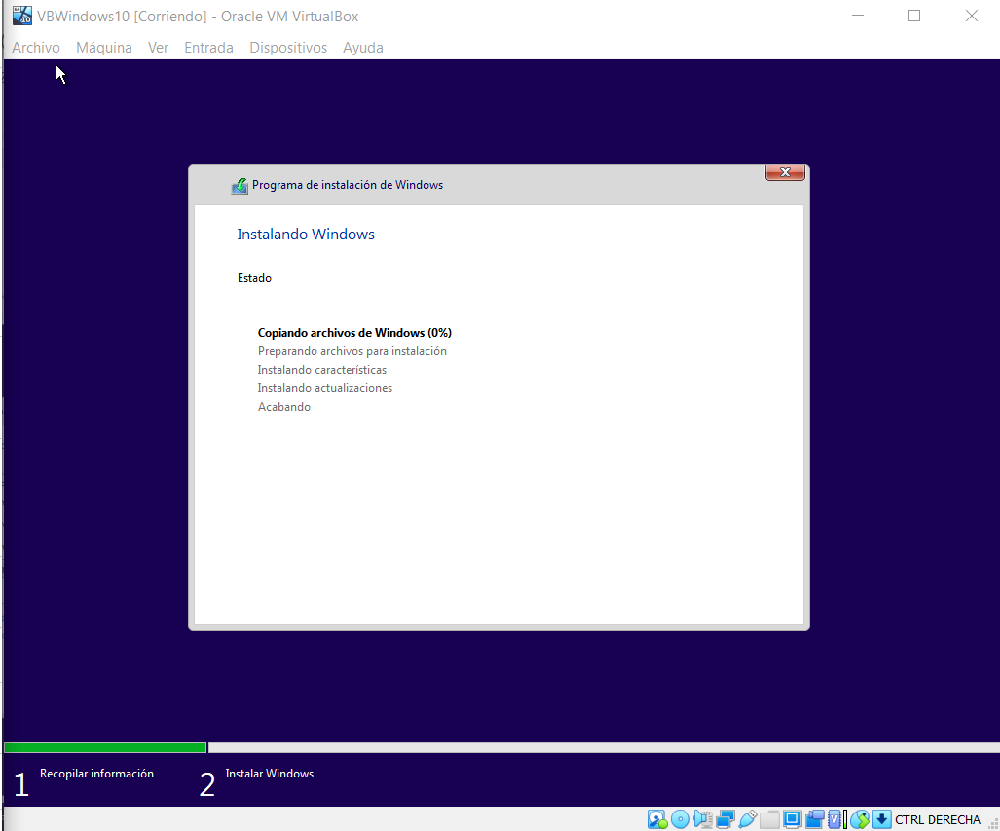 VBWindows10 [Corriendo] - Oracle VM VirtualBox
Archivo Máquina Ver Entrada Dispositivos Ayuda
Programa de instalación de Windows
Instalando Windows
Estado
Copiando archivos de Windows (0%)
Preparando archivos para instalación
Instalando características
Instalando actualizaciones
Acabando
1 Recopilar información 2 Instalar Windows
CTRL DERECHA